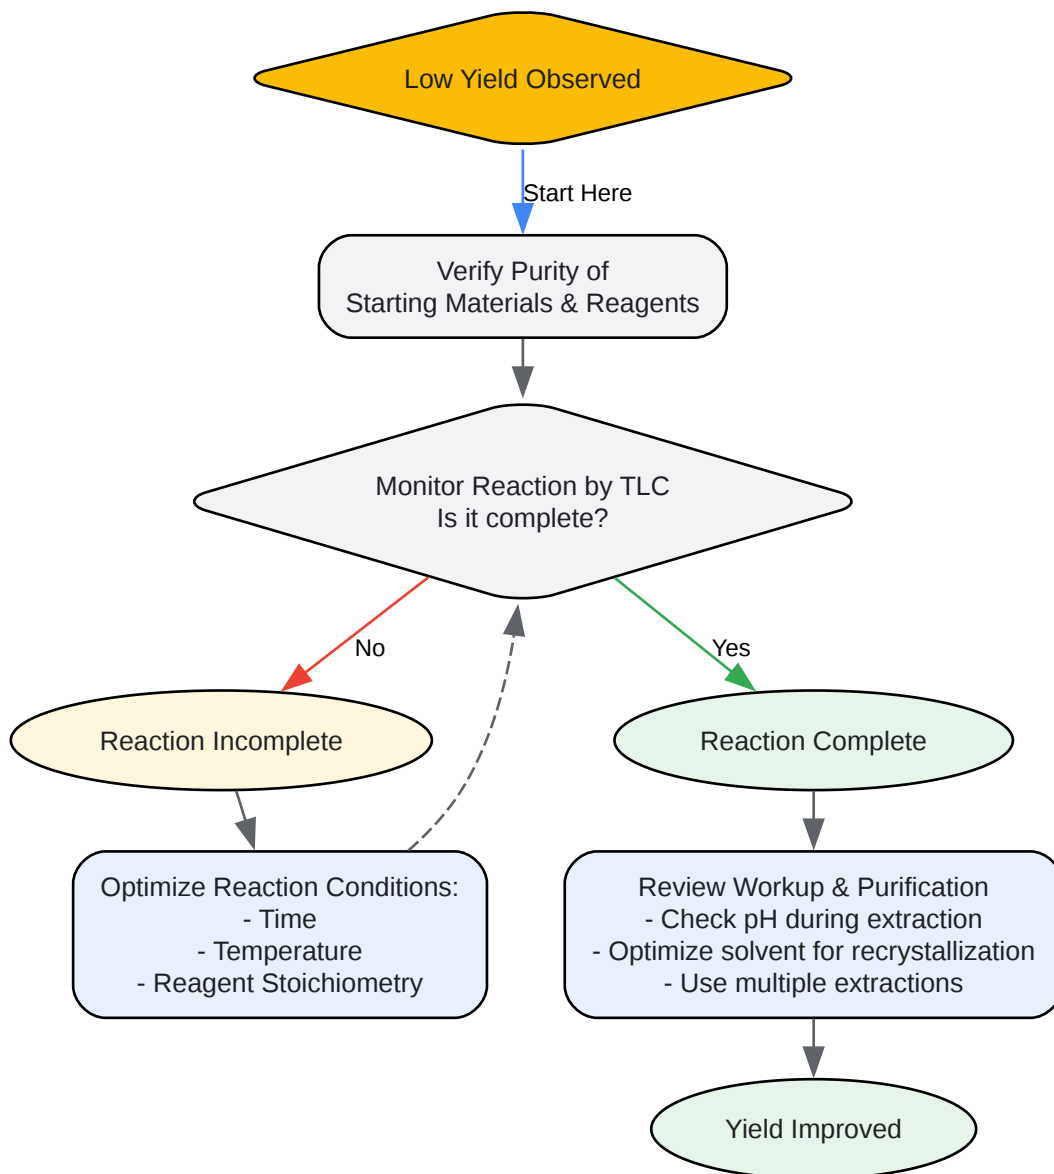 Low Yield Observed
Start Here
Verify Purity of
Starting Materials & Reagents
Monitor Reaction by TLC
Is it complete?
No
Yes
Reaction Incomplete
Reaction Complete
Optimize Reaction Conditions:
- Time
- Temperature
- Reagent Stoichiometry
Review Workup & Purification
- Check pH during extraction
- Optimize solvent for recrystallization
- Use multiple extractions
Yield Improved